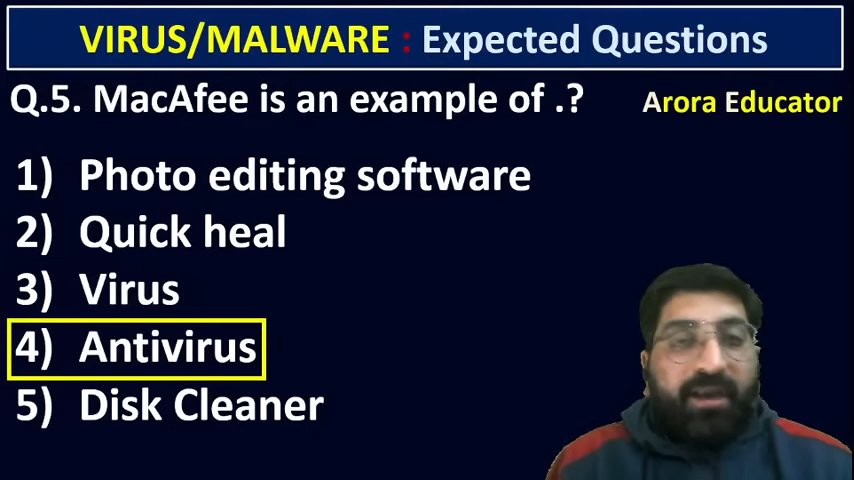 VIRUS/MALWARE : Expected Questions
Q.5. MacAfee is an example of .? Arora Educator
1) Photo editing software
2) Quick heal
3) Virus
4) Antivirus
5) Disk Cleaner